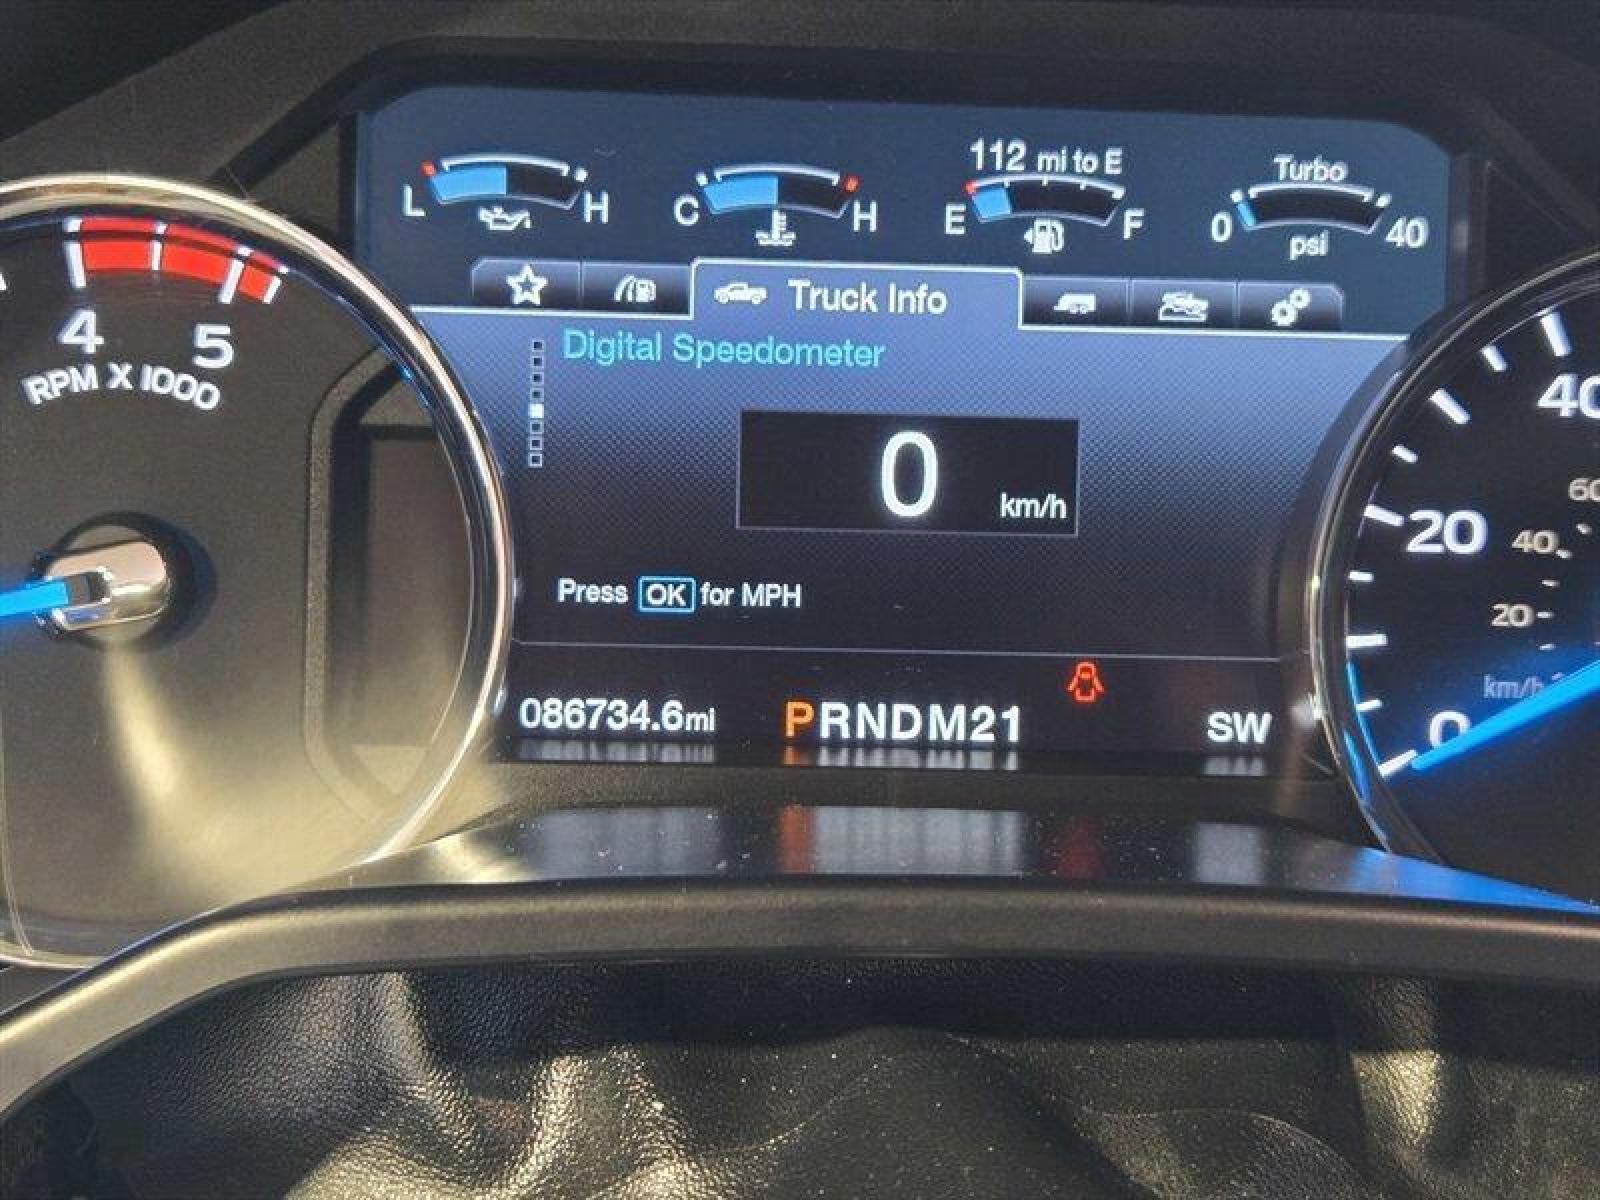 112 mi to E
Turbo
L H
C H
E F
0 40
psi
Truck Info
Digital Speedometer
4 5
RPM X 1000
0 km/h
40
60
20
40
20
km/h
0
Press OK for MPH
086734.6mi
PRNDM21
SW